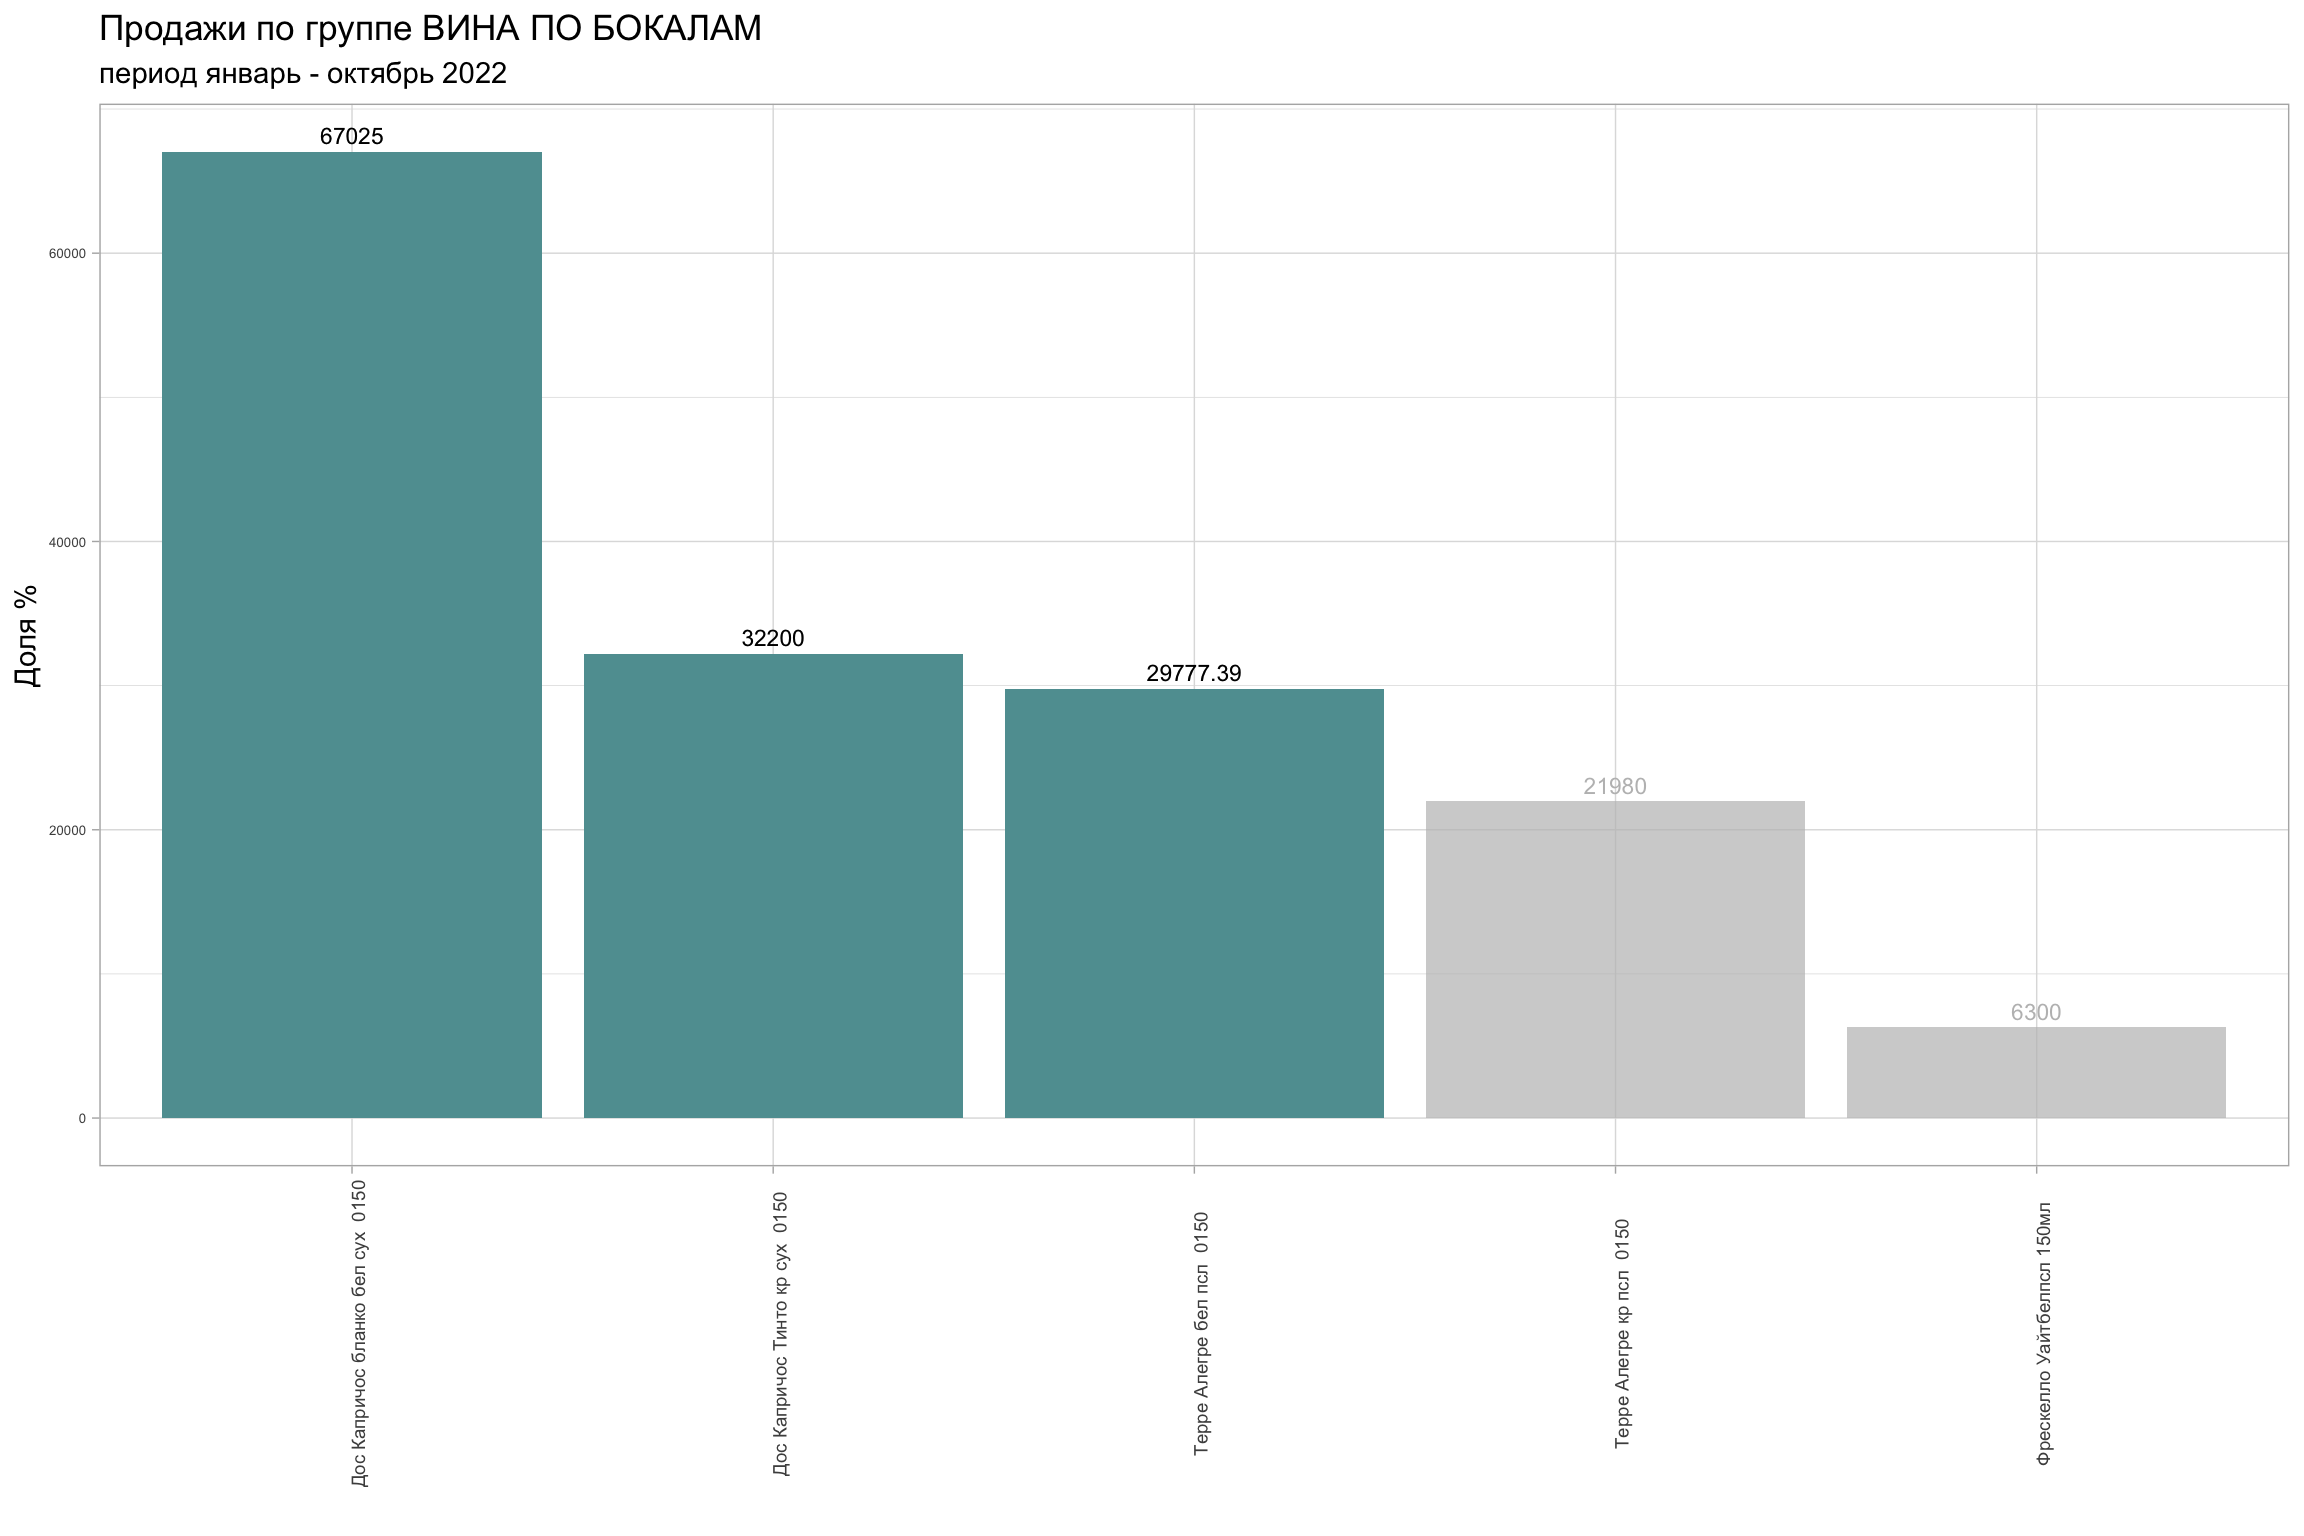 Продажи по группе ВИНА ПО БОКАЛАМ
период январь - октябрь 2022
Доля %
60000
40000
20000
0
67025
32200
29777.39
21980
6300
Дос Капричос бланко бел сух  0150
Дос Капричос Тинто кр сух  0150
Терре Алегре бел псл  0150
Терре Алегре кр псл  0150
Фрескелло Уайтбелпсл 150мл